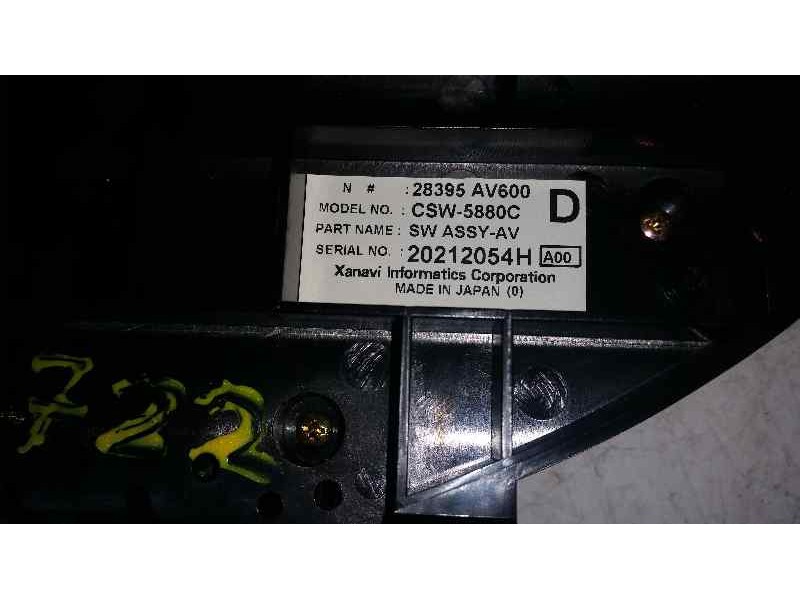 N # : 28395 AV600 D
MODEL NO. : CSW-5880C
PART NAME : SW ASSY-AV
SERIAL NO. : 20212054H A00
Xanavi Informatics Corporation
MADE IN JAPAN (0)
722